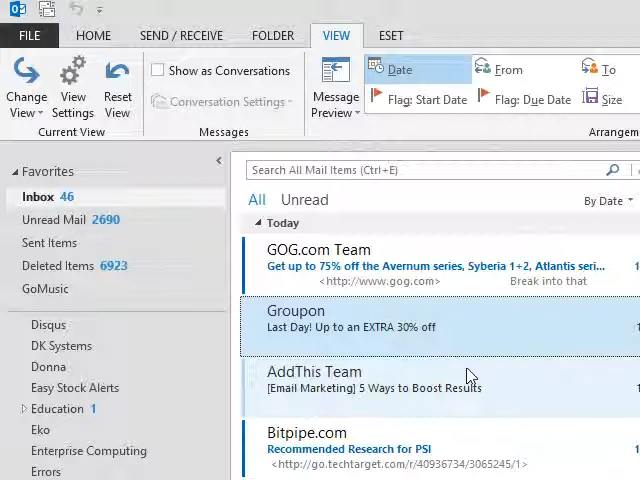 FILE HOME SEND / RECEIVE FOLDER VIEW ESET
Change View
View Settings
Reset View
Current View
Show as Conversations
Conversation Settings
Messages
Message Preview
Date
From
To
Flag: Start Date
Flag: Due Date
Size
Favorites
Inbox 46
Unread Mail 2690
Sent Items
Deleted Items 6923
GoMusic
Disqus
DK Systems
Donna
Easy Stock Alerts
Education 1
Eko
Enterprise Computing
Errors
Search All Mail Items (Ctrl+E)
All Unread
By Date
Today
GOG.com Team
Get up to 75% off the Avernum series, Syberia 1+2, Atlantis seri...
<http://www.gog.com> Break into that
Groupon
Last Day! Up to an EXTRA 30% off
AddThis Team
[Email Marketing] 5 Ways to Boost Results
Bitpipe.com
Recommended Research for PSI
<http://go.techtarget.com/r/40936734/3065245/1>